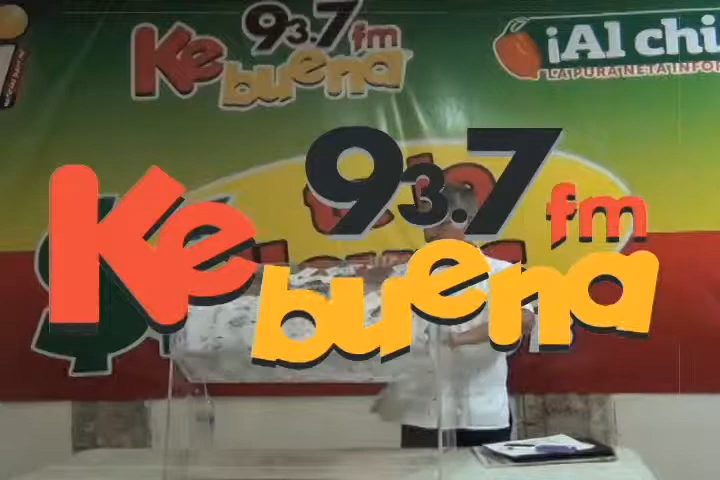 93.7 fm
Ke buena
¡Al chi
LA PURA NETA INFOR
93.7 fm
Ke buena